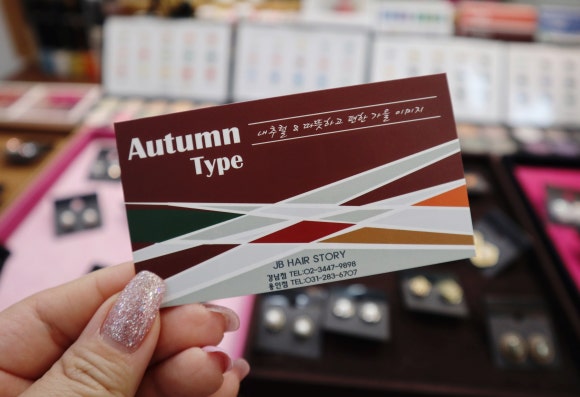 Autumn
Type
내추럴 & 따뜻하고 편한 가을 이미지
JB HAIR STORY
강남점 TEL:02-3447-9898
용인점 TEL:031-283-6707